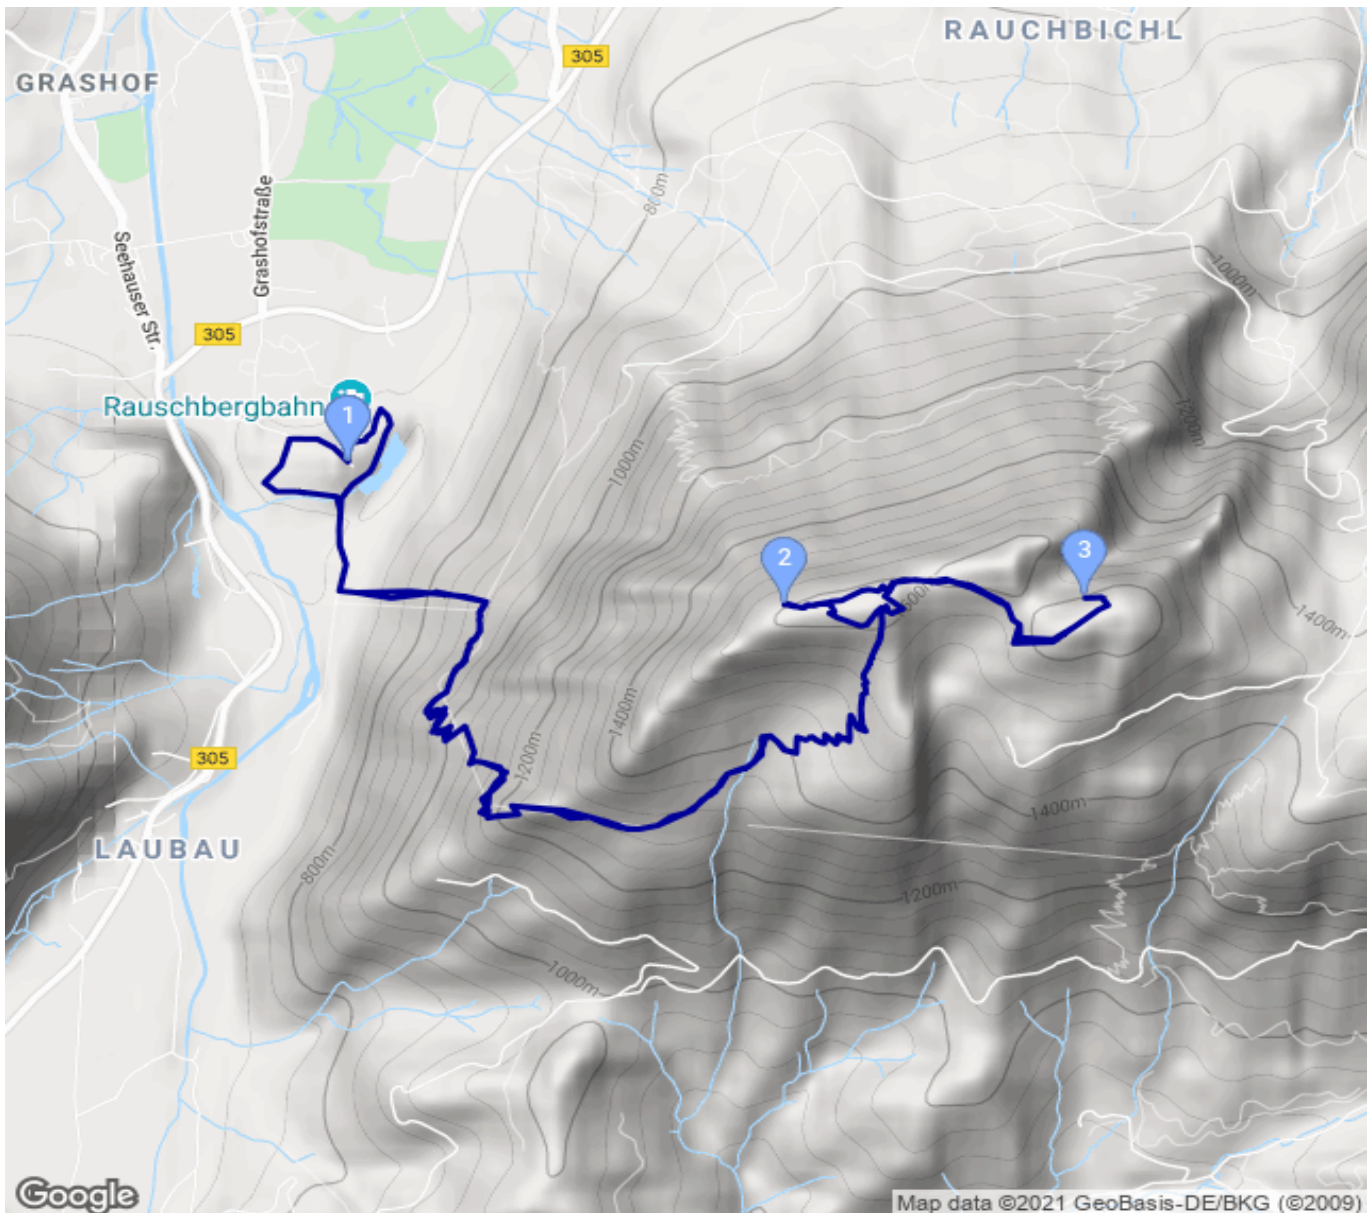 RAUCHBICHL
305
GRASHOF
800m
Grashofstraße
Seehauser Str.
1000m
305
1200m
Rauschbergbahn
1
1000m
2
3
1400m
1400m
1200m
305
1400m
LAUBAU
800m
1200m
1000m
Google
Map data ©2021 GeoBasis-DE/BKG (©2009)